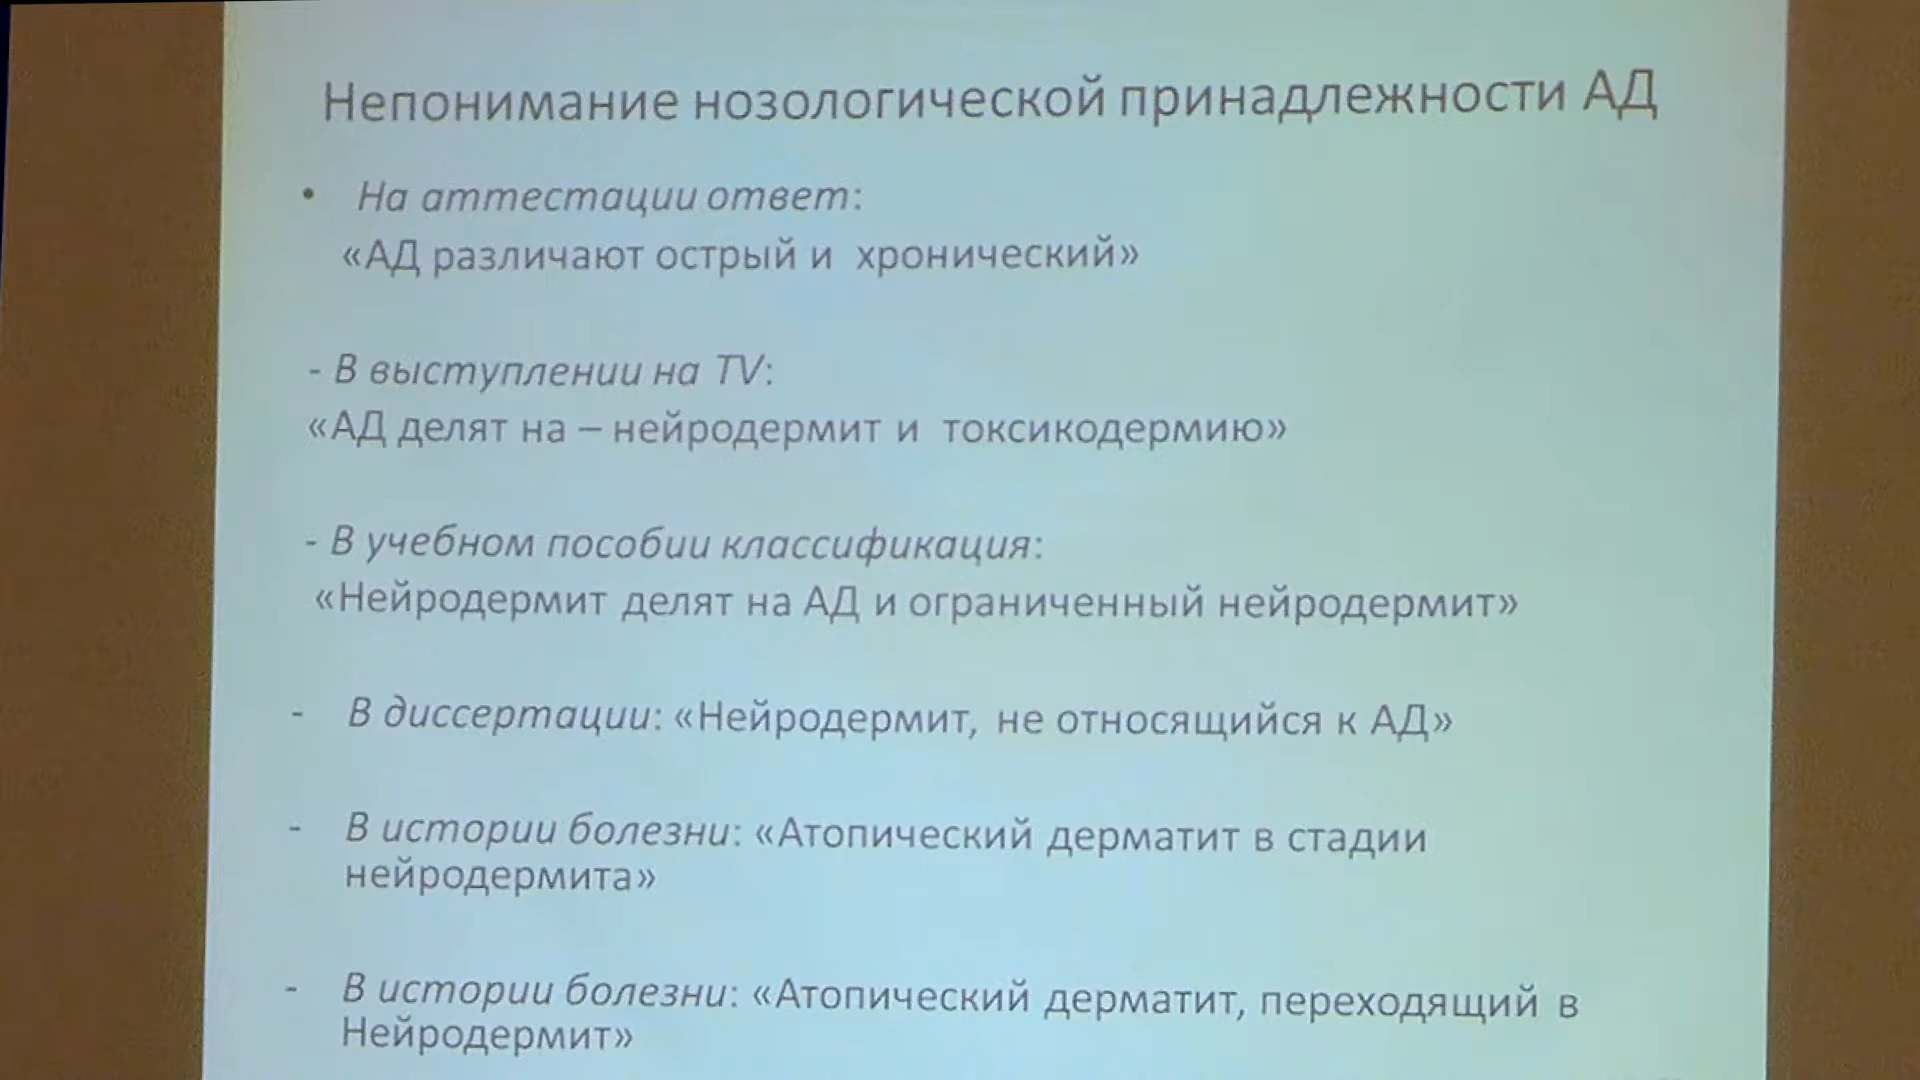 Непонимание нозологической принадлежности АД
• На аттестации ответ:
«АД различают острый и хронический»
- В выступлении на TV:
«АД делят на – нейродермит и токсикодермию»
- В учебном пособии классификация:
«Нейродермит делят на АД и ограниченный нейродермит»
- В диссертации: «Нейродермит, не относящийся к АД»
- В истории болезни: «Атопический дерматит в стадии
нейродермита»
- В истории болезни: «Атопический дерматит, переходящий в
Нейродермит»